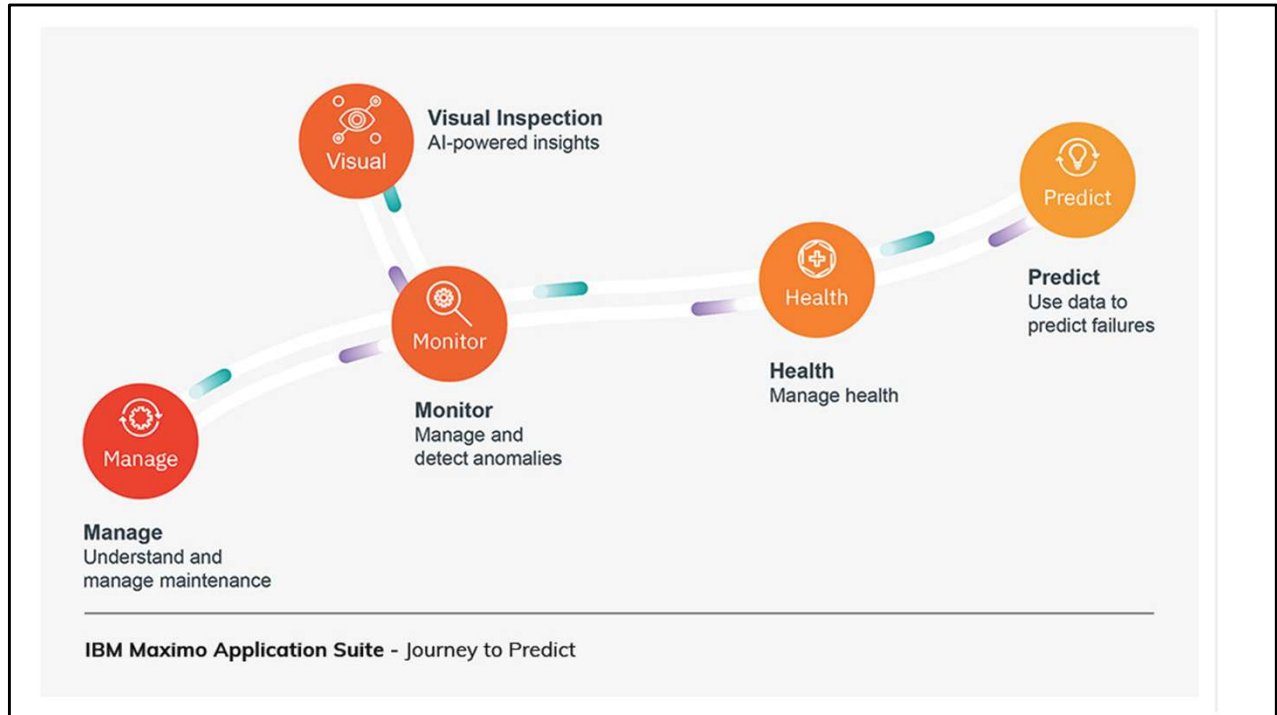 Visual
Visual Inspection
AI-powered insights
Predict
Predict
Use data to
predict failures
Health
Health
Manage health
Monitor
Monitor
Manage and
detect anomalies
Manage
Manage
Understand and
manage maintenance
IBM Maximo Application Suite - Journey to Predict